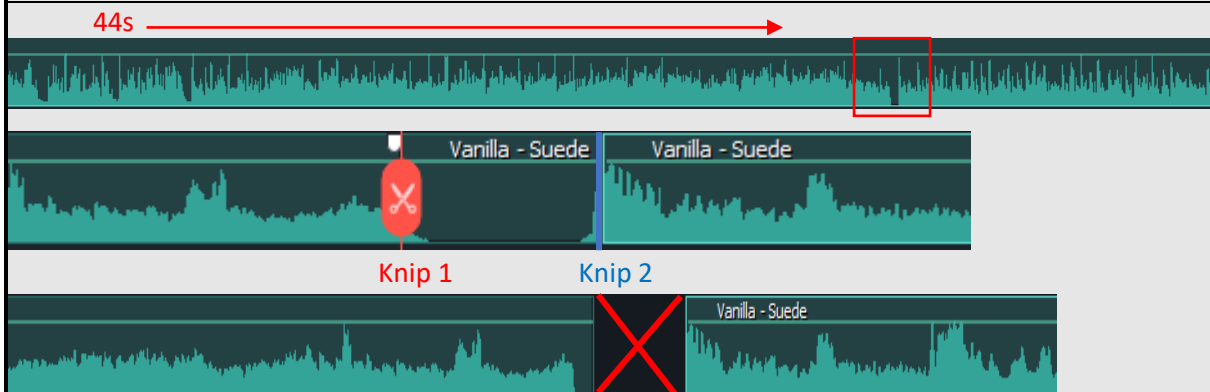 44s
Vanilla - Suede Vanilla - Suede
Knip 1 Knip 2
Vanilla - Suede